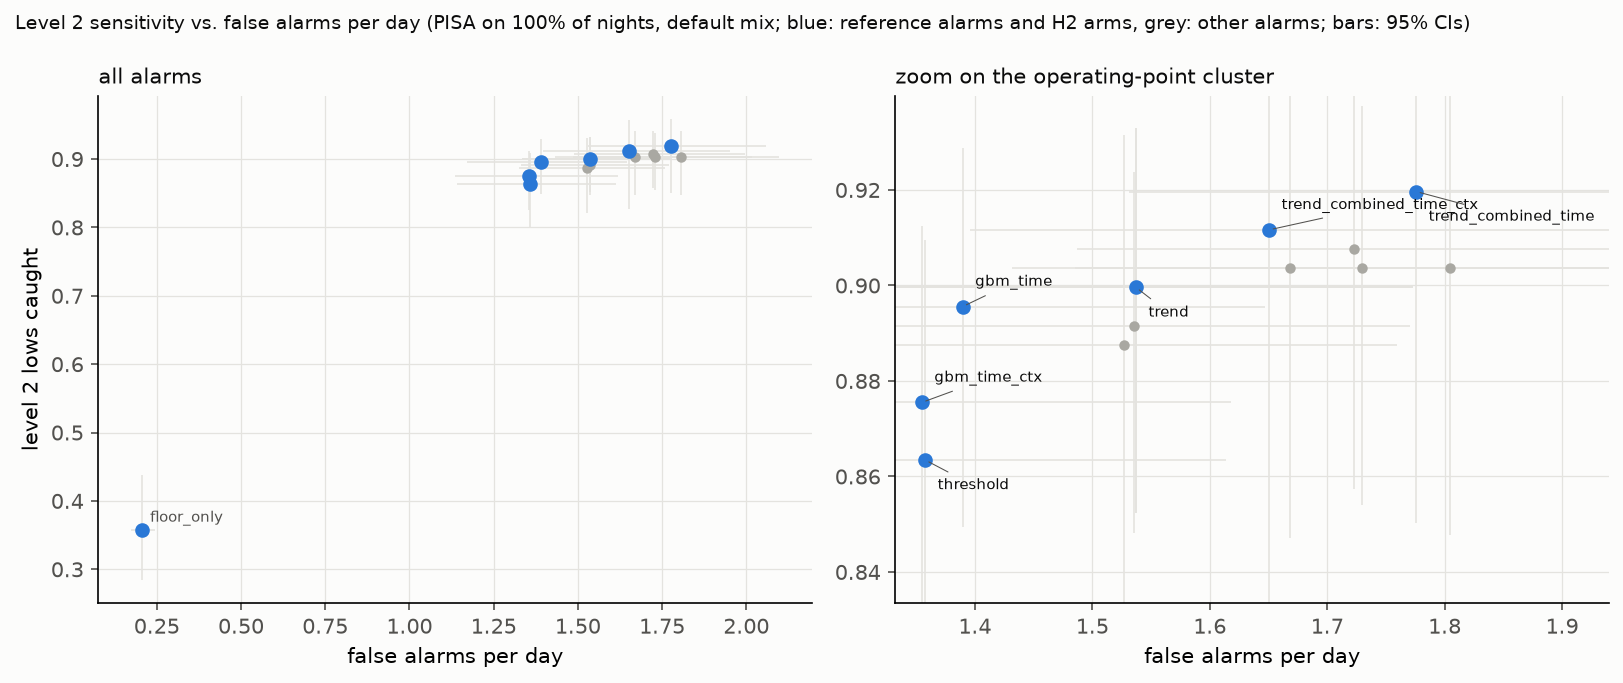 Level 2 sensitivity vs. false alarms per day (PISA on 100% of nights, default mix; blue: reference alarms and H2 arms, grey: other alarms; bars: 95% CIs)
all alarms
level 2 lows caught
0.9
0.8
0.7
0.6
0.5
0.4
0.3
floor_only
0.25 0.50 0.75 1.00 1.25 1.50 1.75 2.00
false alarms per day
zoom on the operating-point cluster
0.92
0.90
0.88
0.86
0.84
trend_combined_time_ctx
trend_combined_time
gbm_time
trend
gbm_time_ctx
threshold
1.4 1.5 1.6 1.7 1.8 1.9
false alarms per day